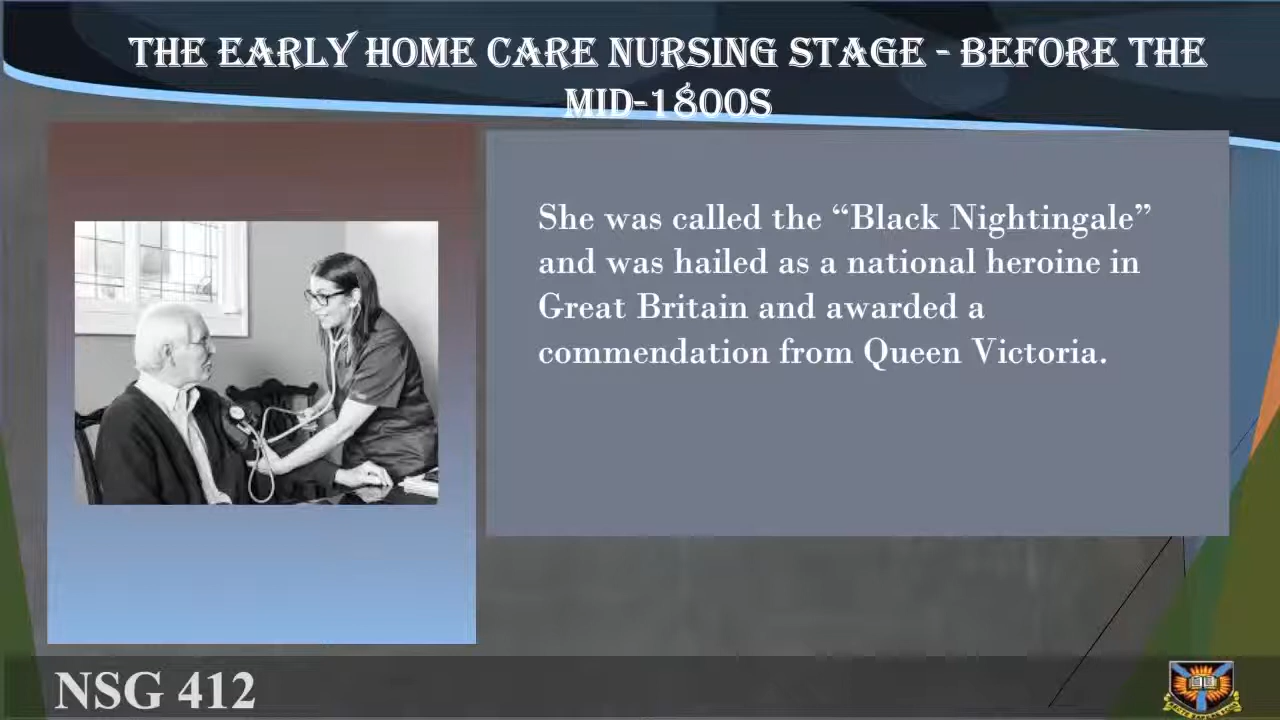 THE EARLY HOME CARE NURSING STAGE - BEFORE THE
MID-1800S
She was called the “Black Nightingale”
and was hailed as a national heroine in
Great Britain and awarded a
commendation from Queen Victoria.
NSG 412